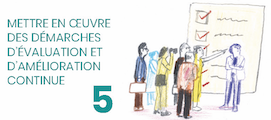 METTRE EN ŒUVRE
DES DÉMARCHES
D'ÉVALUATION ET
D'AMÉLIORATION
CONTINUE
5